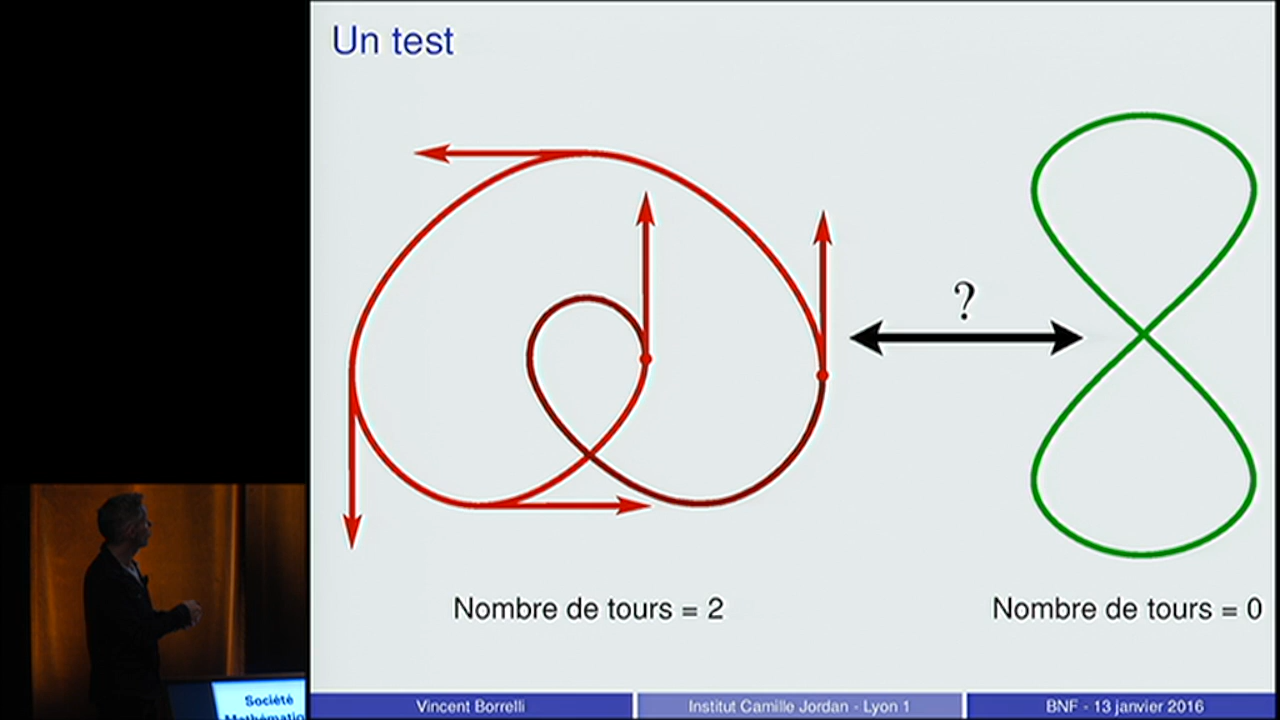 Un test
?
Nombre de tours = 2
Nombre de tours = 0
Société
Mathématiq
Vincent Borrelli
Institut Camille Jordan - Lyon 1
BNF - 13 janvier 2016